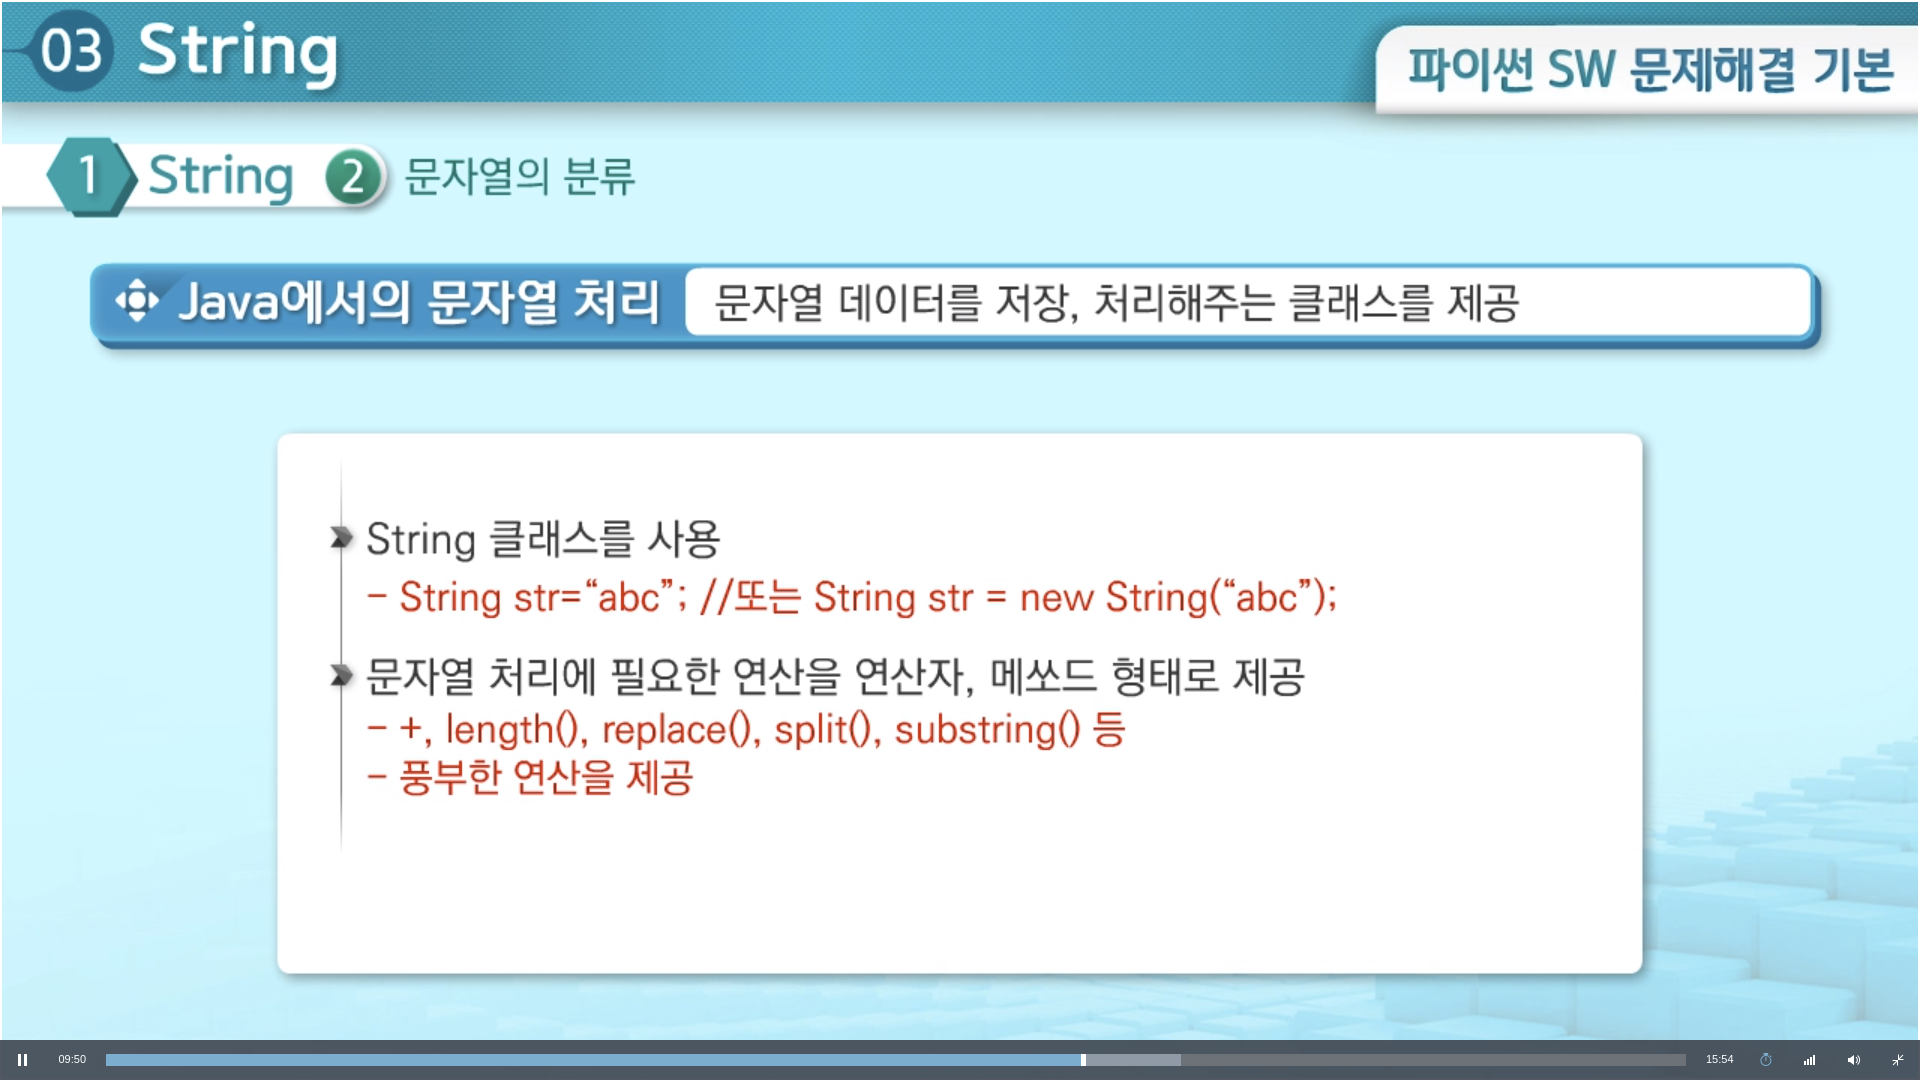 03 String
파이썬 SW 문제해결 기본
1 String 2 문자열의 분류
Java에서의 문자열 처리 문자열 데이터를 저장, 처리해주는 클래스를 제공
String 클래스를 사용
- String str=“abc”; //또는 String str = new String(“abc”);
문자열 처리에 필요한 연산을 연산자, 메쏘드 형태로 제공
- +, length(), replace(), split(), substring() 등
- 풍부한 연산을 제공
09:50 15:54